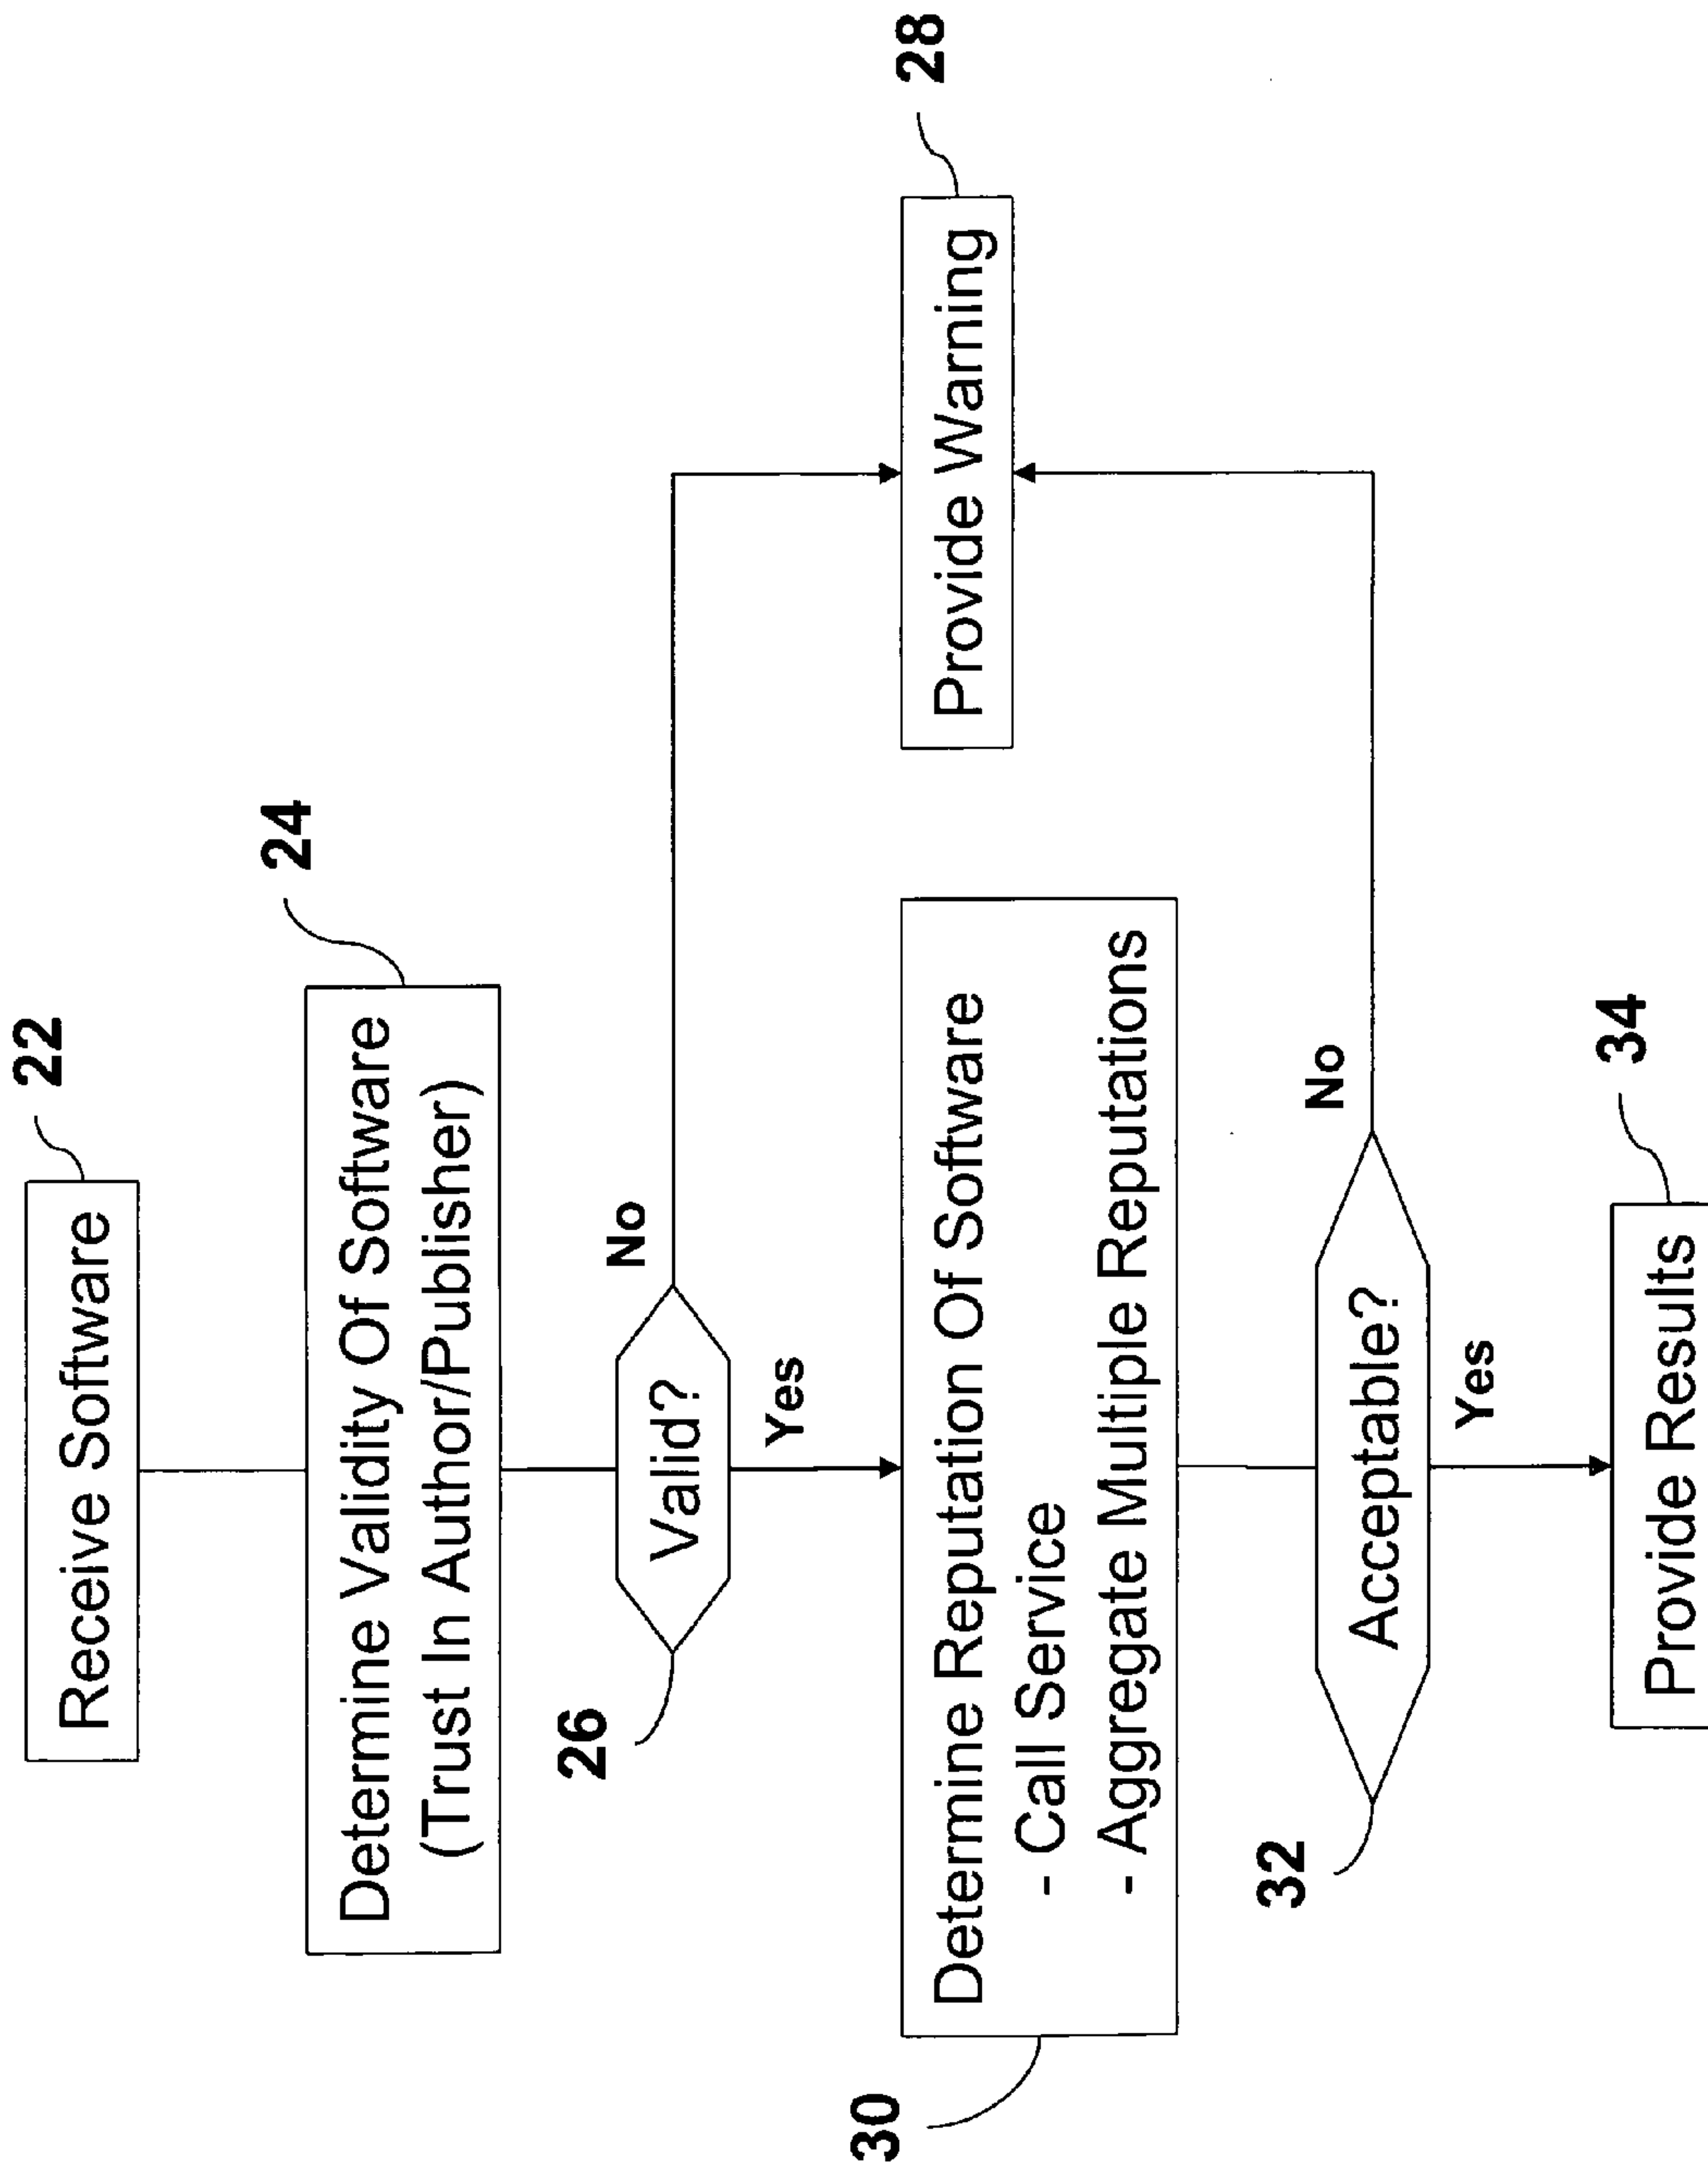 22
Receive Software
24
Determine Validity Of Software
(Trust In Author/Publisher)
26
Valid?
No
Yes
28
Provide Warning
30
Determine Reputation Of Software
- Call Service
- Aggregate Multiple Reputations
32
Acceptable?
No
Yes
34
Provide Results